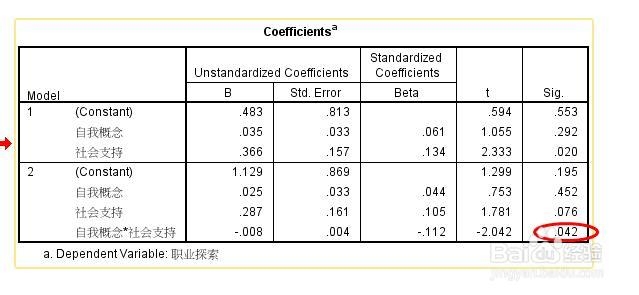 Coefficientsa
Model Unstandardized Coefficients Standardized Coefficients t Sig.
B Std. Error Beta
1 (Constant) .483 .813 .594 .553
自我概念 .035 .033 .061 1.055 .292
社会支持 .366 .157 .134 2.333 .020
2 (Constant) 1.129 .869 1.299 .195
自我概念 .025 .033 .044 .753 .452
社会支持 .287 .161 .105 1.781 .076
自我概念*社会支持 -.008 .004 -.112 -2.042 .042
a. Dependent Variable: 职业探索
Bai 经验
jingyan.baidu.com